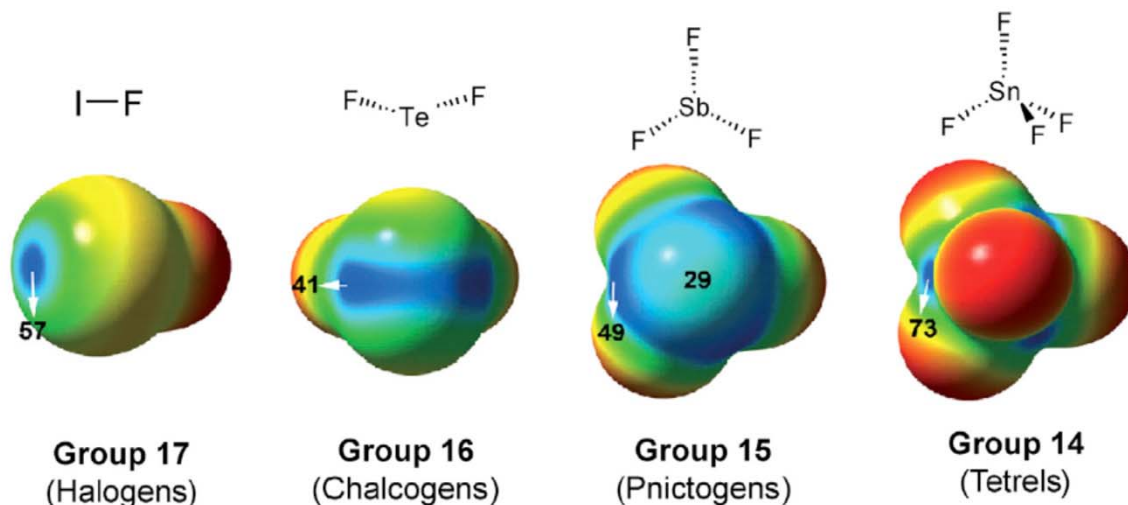 I—F
F Te F
F
Sb
F F
F
Sn
F F F
57
41
49
29
73
Group 17
(Halogens)
Group 16
(Chalcogens)
Group 15
(Pnictogens)
Group 14
(Tetrels)